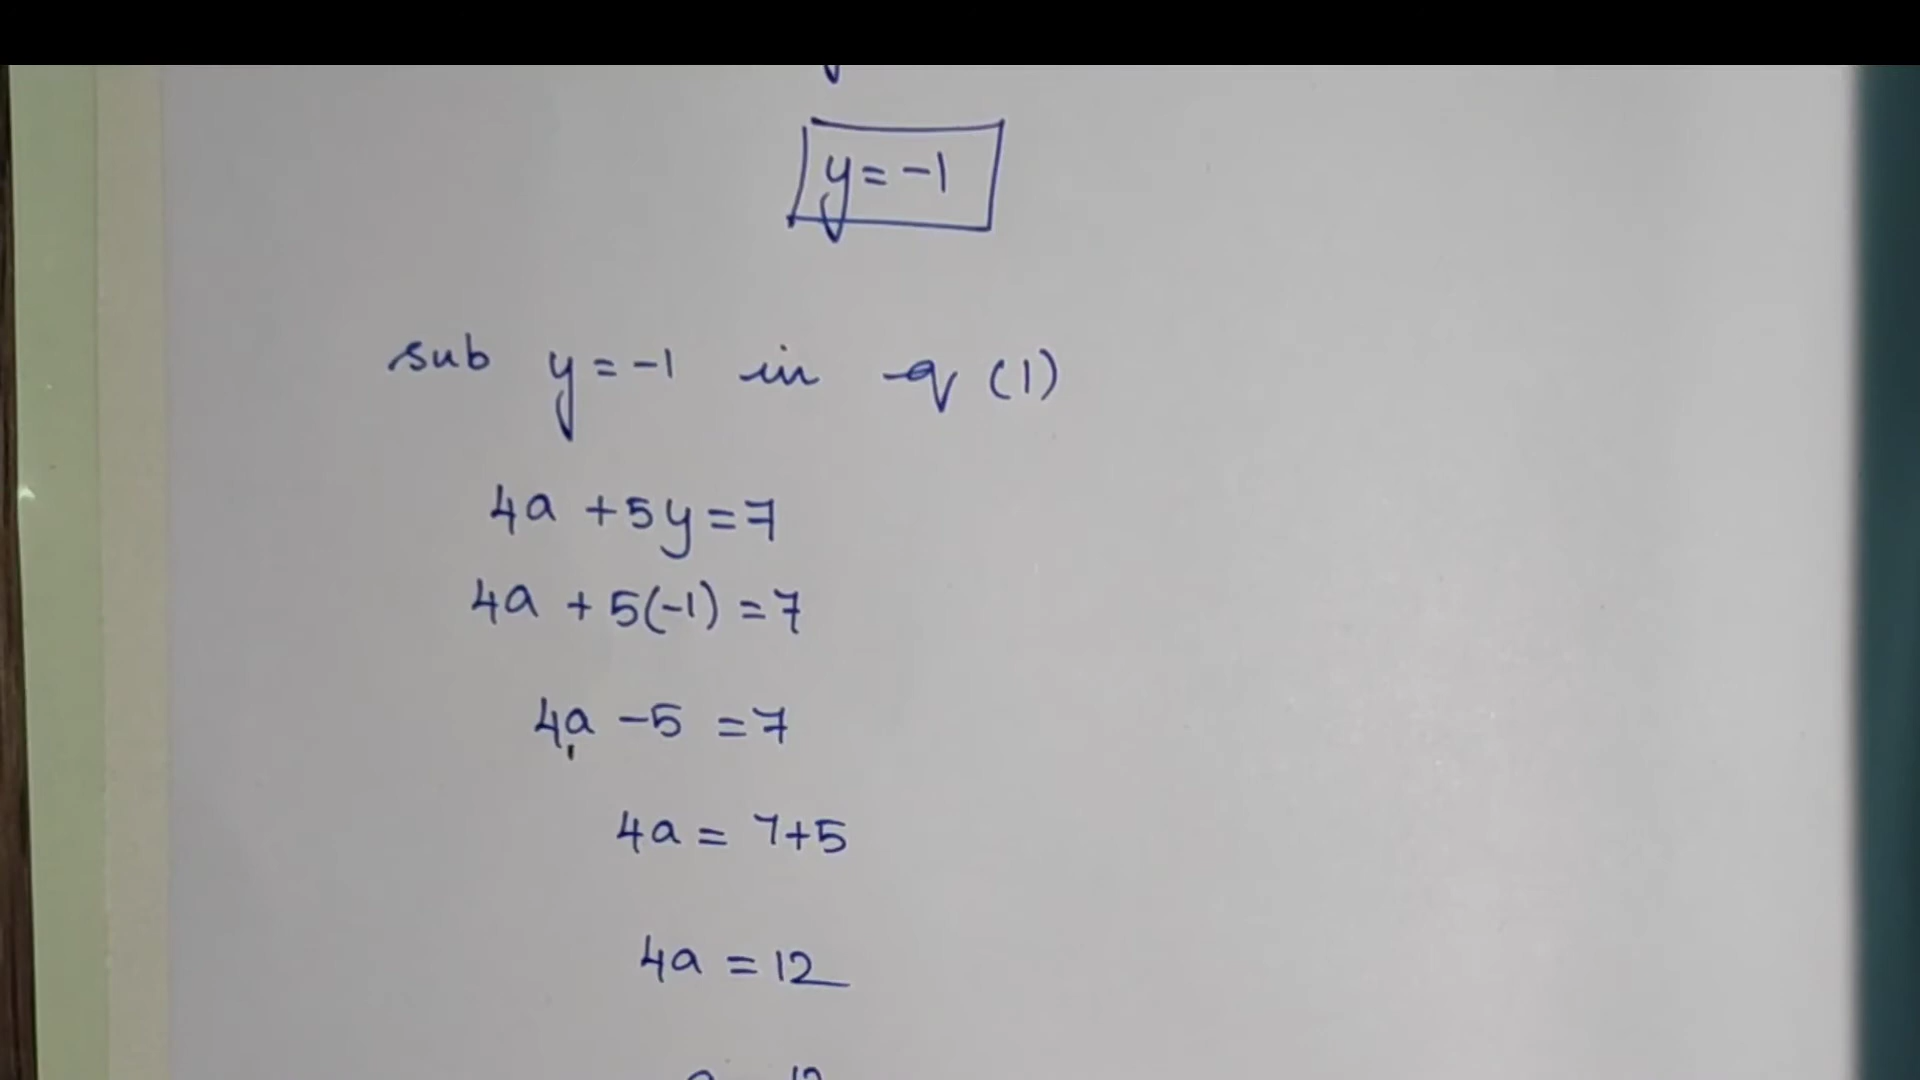 y = -1
sub y = -1 in eq (1)
4a + 5y = 7
4a + 5(-1) = 7
4a - 5 = 7
4a = 7+5
4a = 12